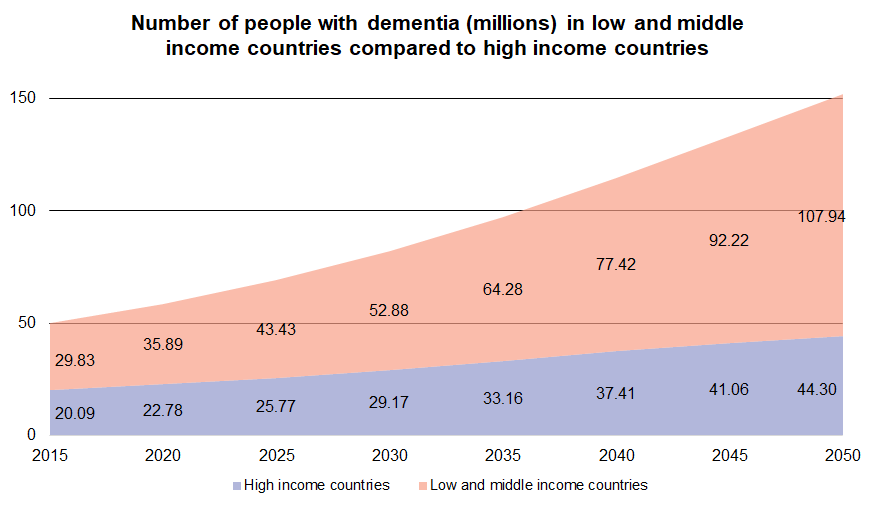 Number of people with dementia (millions) in low and middle
income countries compared to high income countries
150
100
50
0
29.83 35.89 43.43 52.88 64.28 77.42 92.22 107.94
20.09 22.78 25.77 29.17 33.16 37.41 41.06 44.30
2015 2020 2025 2030 2035 2040 2045 2050
High income countries Low and middle income countries